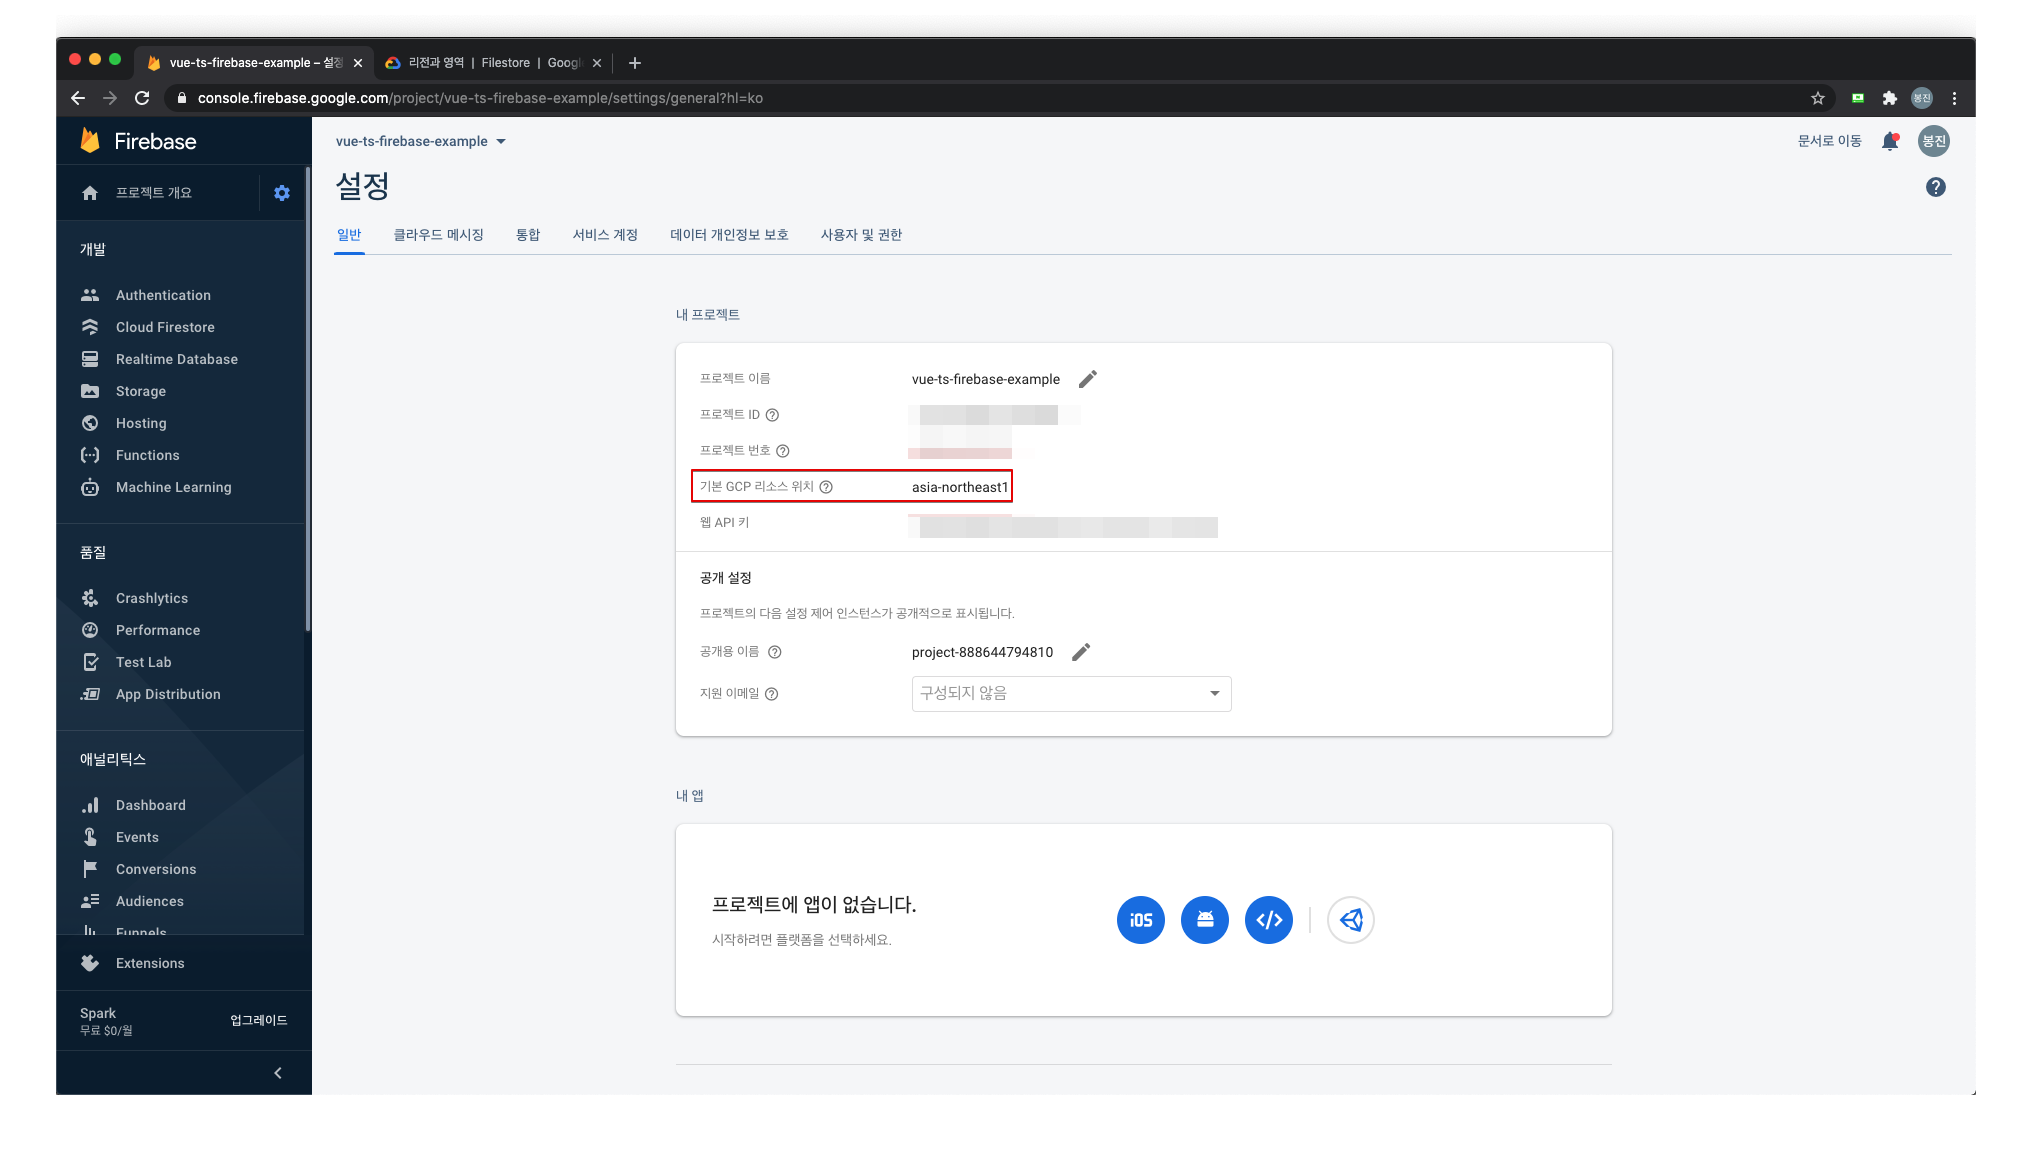 vue-ts-firebase-example – 설정
리전과 영역 | Filestore | Googl
console.firebase.google.com/project/vue-ts-firebase-example/settings/general?hl=ko
봉진
Firebase
vue-ts-firebase-example
문서로 이동
봉진
프로젝트 개요
설정
일반
클라우드 메시징
통합
서비스 계정
데이터 개인정보 보호
사용자 및 권한
개발
Authentication
Cloud Firestore
Realtime Database
Storage
Hosting
Functions
Machine Learning
품질
Crashlytics
Performance
Test Lab
App Distribution
애널리틱스
Dashboard
Events
Conversions
Audiences
Funnels
Extensions
Spark
무료 $0/월
업그레이드
내 프로젝트
프로젝트 이름
vue-ts-firebase-example
프로젝트 ID
프로젝트 번호
기본 GCP 리소스 위치
asia-northeast1
웹 API 키
공개 설정
프로젝트의 다음 설정 제어 인스턴스가 공개적으로 표시됩니다.
공개용 이름
project-888644794810
지원 이메일
구성되지 않음
내 앱
프로젝트에 앱이 없습니다.
시작하려면 플랫폼을 선택하세요.
iOS